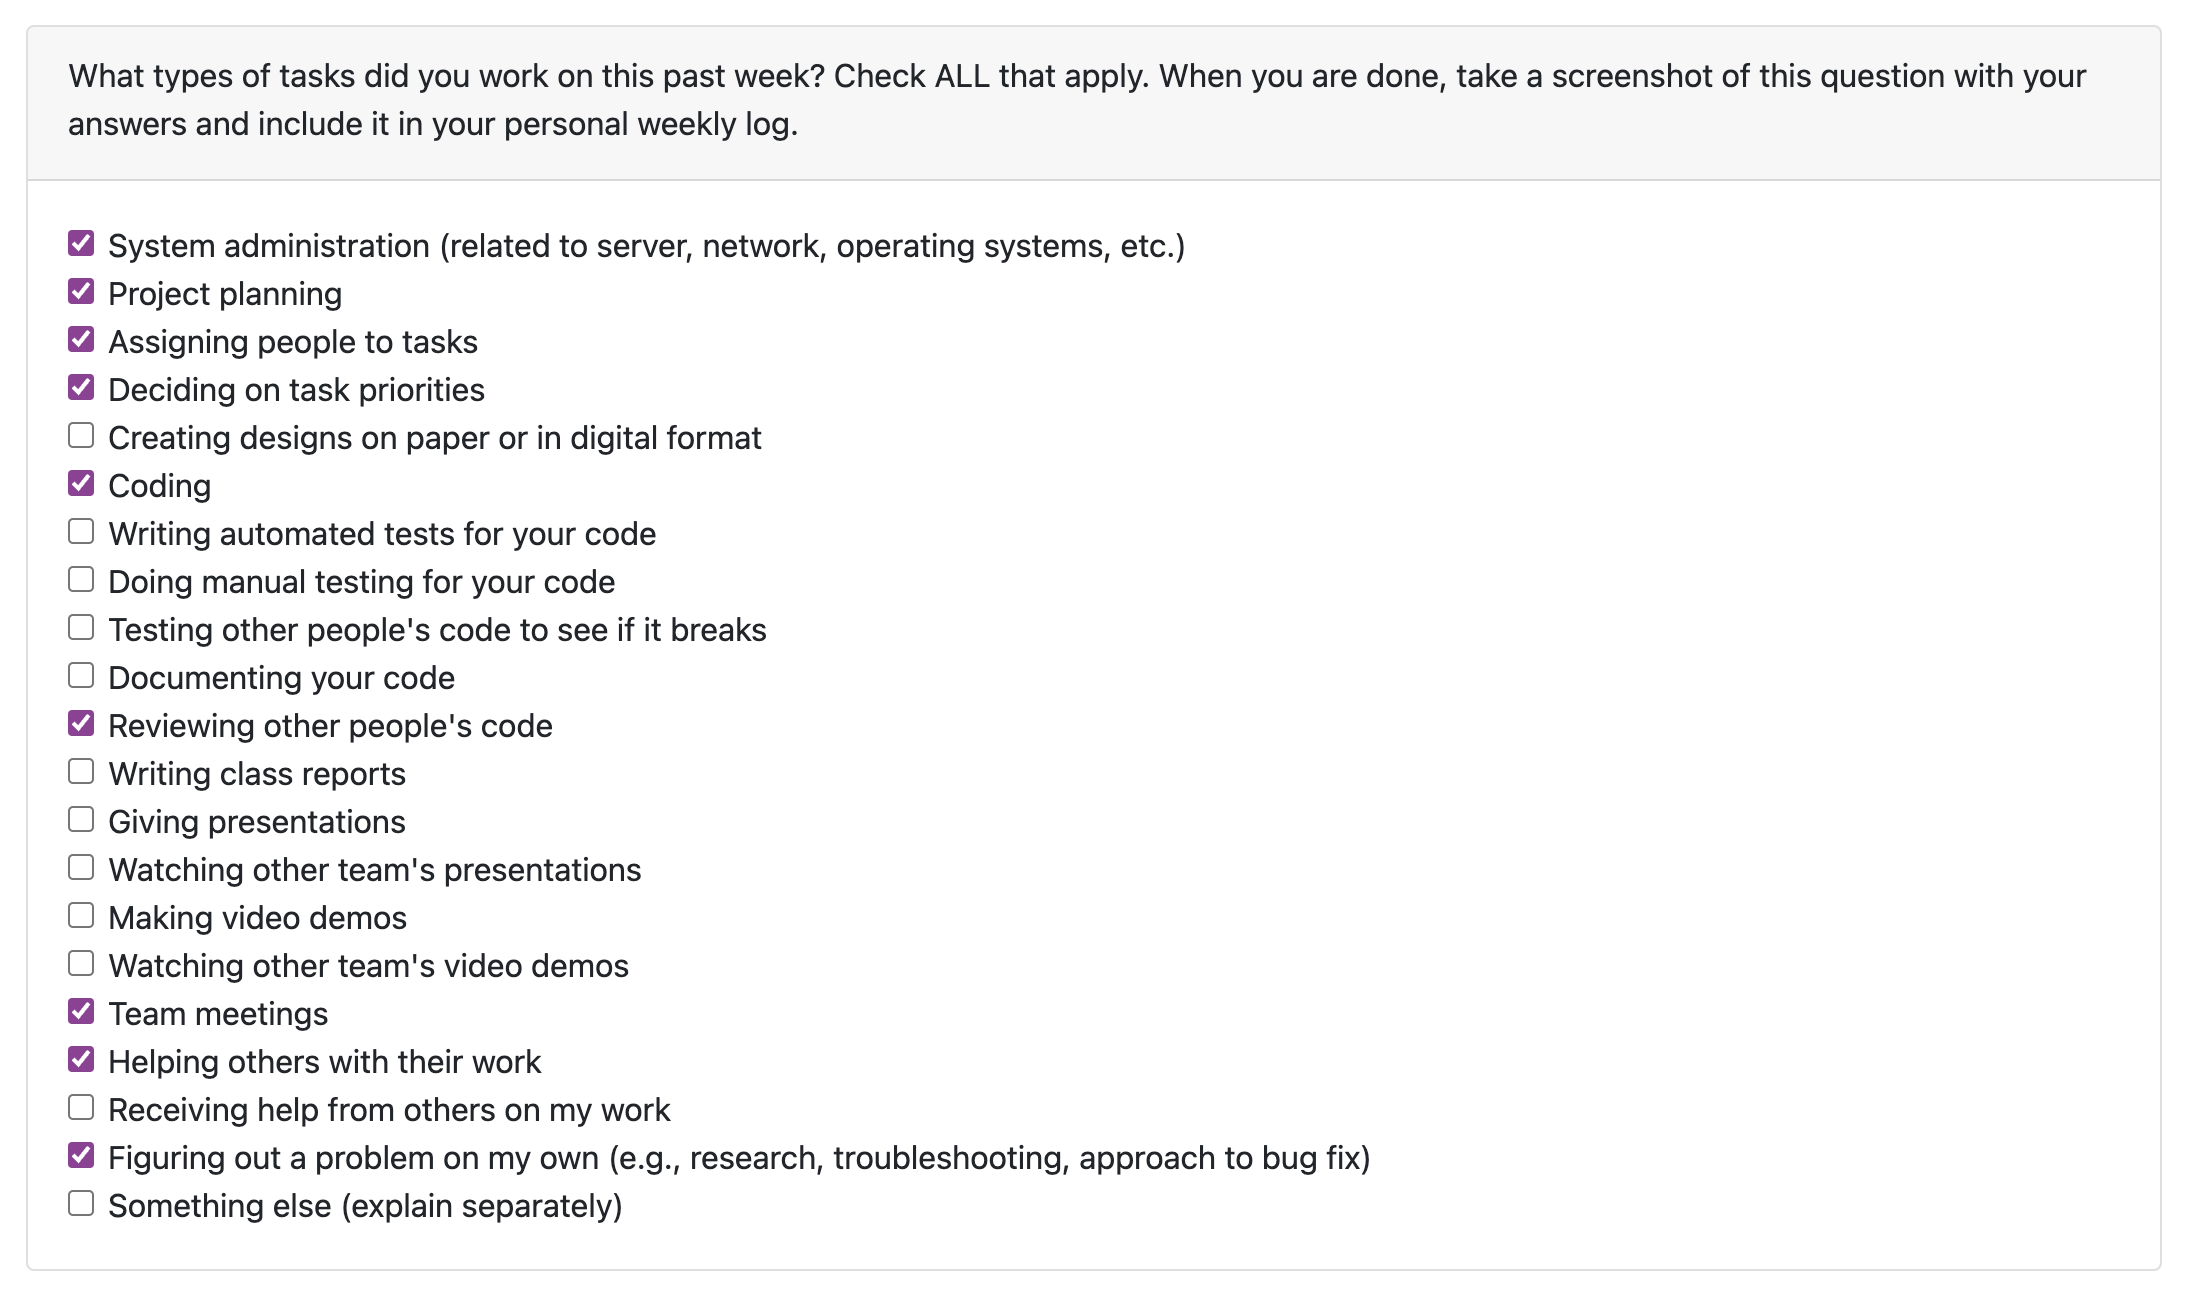 What types of tasks did you work on this past week? Check ALL that apply. When you are done, take a screenshot of this question with your
answers and include it in your personal weekly log.
System administration (related to server, network, operating systems, etc.)
Project planning
Assigning people to tasks
Deciding on task priorities
Creating designs on paper or in digital format
Coding
Writing automated tests for your code
Doing manual testing for your code
Testing other people's code to see if it breaks
Documenting your code
Reviewing other people's code
Writing class reports
Giving presentations
Watching other team's presentations
Making video demos
Watching other team's video demos
Team meetings
Helping others with their work
Receiving help from others on my work
Figuring out a problem on my own (e.g., research, troubleshooting, approach to bug fix)
Something else (explain separately)